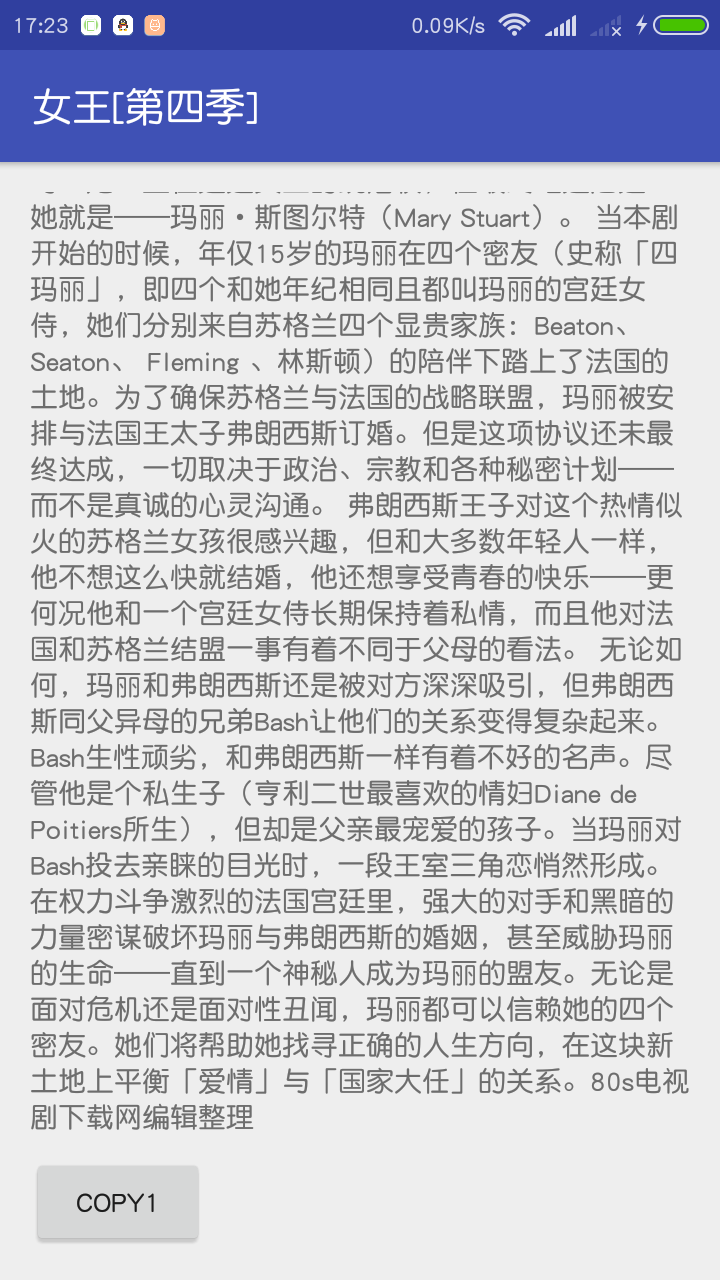 17:23
0.09K/s
女王[第四季]
她就是——玛丽·斯图尔特（Mary Stuart）。 当本剧
开始的时候，年仅15岁的玛丽在四个密友（史称「四
玛丽」，即四个和她年纪相同且都叫玛丽的宫廷女
侍，她们分别来自苏格兰四个显贵家族：Beaton、
Seaton、 Fleming 、林斯顿）的陪伴下踏上了法国的
土地。为了确保苏格兰与法国的战略联盟，玛丽被安
排与法国王太子弗朗西斯订婚。但是这项协议还未最
终达成，一切取决于政治、宗教和各种秘密计划——
而不是真诚的心灵沟通。 弗朗西斯王子对这个热情似
火的苏格兰女孩很感兴趣，但和大多数年轻人一样，
他不想这么快就结婚，他还想享受青春的快乐——更
何况他和一个宫廷女侍长期保持着私情，而且他对法
国和苏格兰结盟一事有着不同于父母的看法。 无论如
何，玛丽和弗朗西斯还是被对方深深吸引，但弗朗西
斯同父异母的兄弟Bash让他们的关系变得复杂起来。
Bash生性顽劣，和弗朗西斯一样有着不好的名声。尽
管他是个私生子（亨利二世最喜欢的情妇Diane de
Poitiers所生），但却是父亲最宠爱的孩子。当玛丽对
Bash投去亲睐的目光时，一段王室三角恋悄然形成。
在权力斗争激烈的法国宫廷里，强大的对手和黑暗的
力量密谋破坏玛丽与弗朗西斯的婚姻，甚至威胁玛丽
的生命——直到一个神秘人成为玛丽的盟友。无论是
面对危机还是面对性丑闻，玛丽都可以信赖她的四个
密友。她们将帮助她找寻正确的人生方向，在这块新
土地上平衡「爱情」与「国家大任」的关系。80s电视
剧下载网编辑整理
COPY1